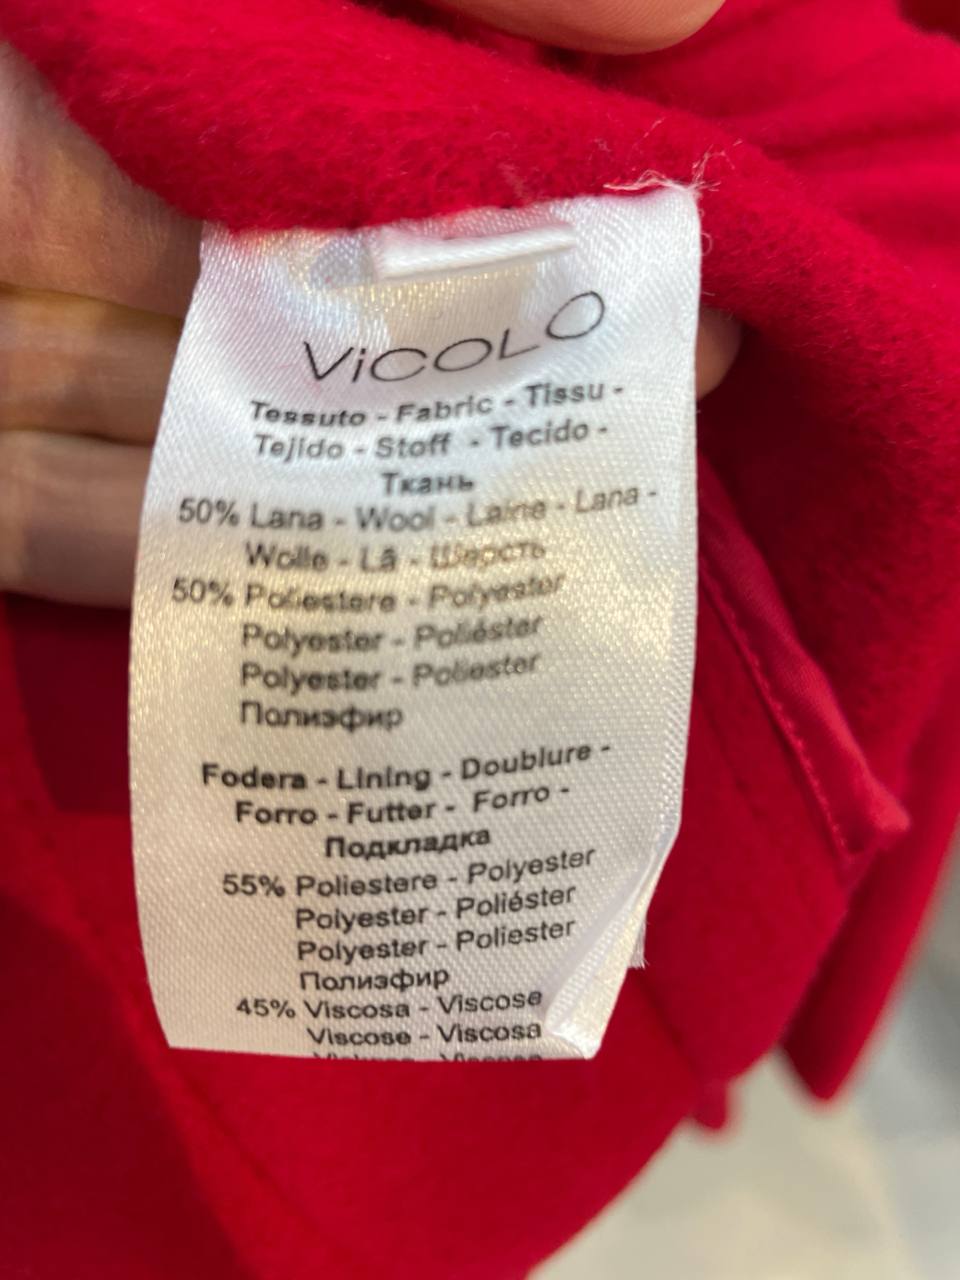 ViCOLO
Tessuto - Fabric - Tissu -
Tejido - Stoff - Tecido -
Ткань
50% Lana - Wool - Laine - Lana -
Wolle - Lã - Шерсть
50% Poliestere - Polyester
Polyester - Poliéster
Polyester - Poliester
Полиэфир
Fodera - Lining - Doublure -
Forro - Futter - Forro -
Подкладка
55% Poliestere - Polyester
Polyester - Poliéster
Polyester - Poliester
Полиэфир
45% Viscosa - Viscose
Viscose - Viscosa